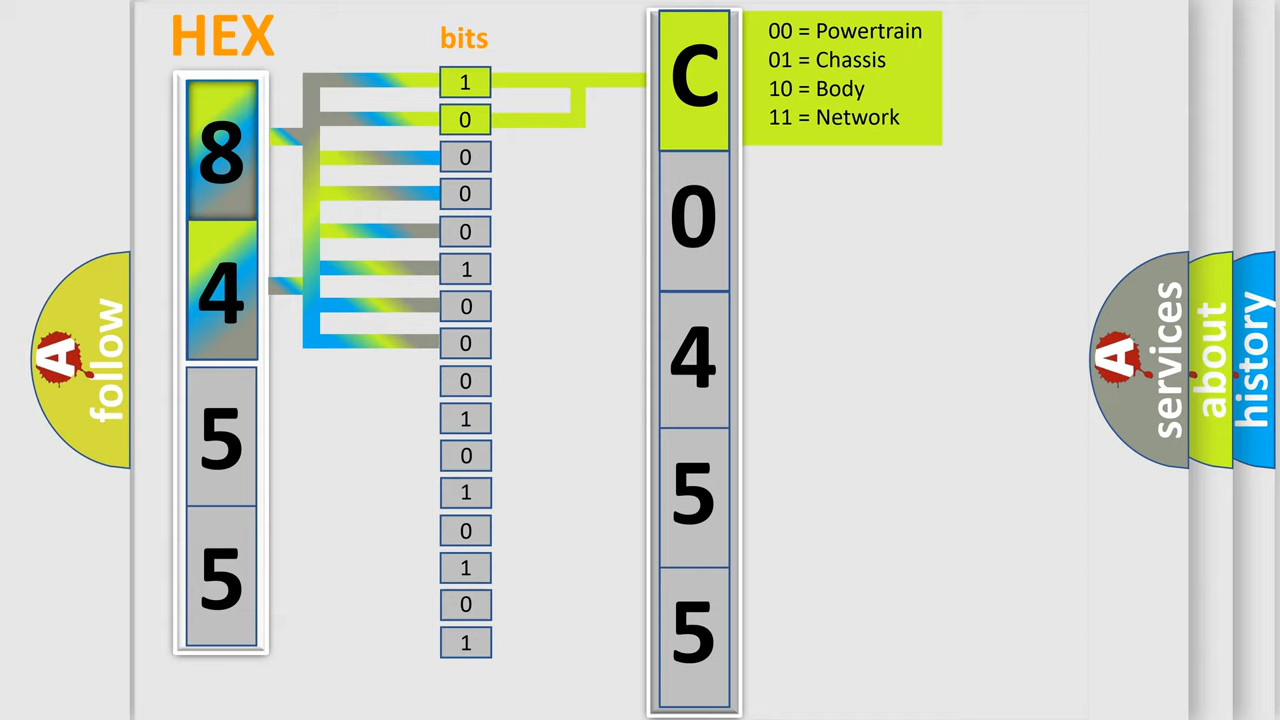 HEX
bits
8
4
5
5
1
0
0
0
0
1
0
0
0
1
0
1
0
1
0
1
C
0
4
5
5
00 = Powertrain
01 = Chassis
10 = Body
11 = Network
A
follow
A
services
about
history